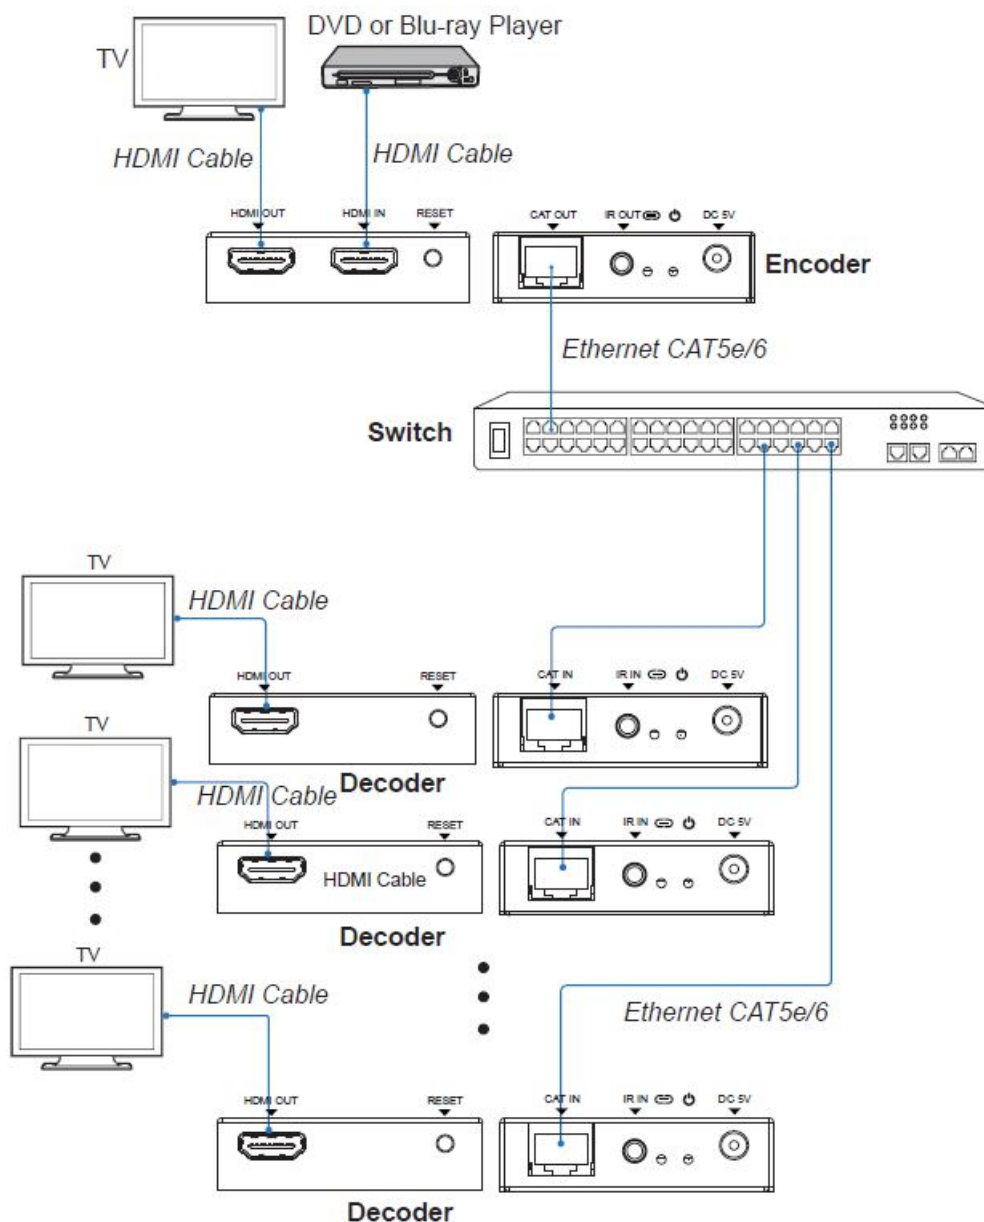 DVD or Blu-ray Player
TV
HDMI Cable
HDMI Cable
HDMI OUT
HDMI IN
RESET
CAT OUT
IR OUT
DC 5V
Encoder
Ethernet CAT5e/6
Switch
TV
HDMI Cable
HDMI OUT
RESET
CAT IN
IR IN
DC 5V
Decoder
TV
HDMI Cable
HDMI OUT
RESET
CAT IN
IR IN
DC 5V
HDMI Cable
Decoder
TV
HDMI Cable
Ethernet CAT5e/6
HDMI OUT
RESET
CAT IN
IR IN
DC 5V
Decoder